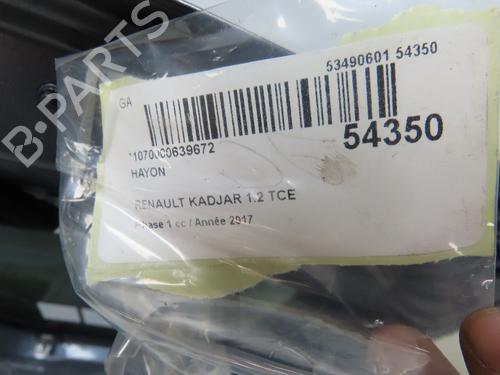 GA
53490601 54350
*1070000639672
54350
HAYON
RENAULT KADJAR 1.2 TCE
Phase 1 cc / Année 2017
B-PARTS